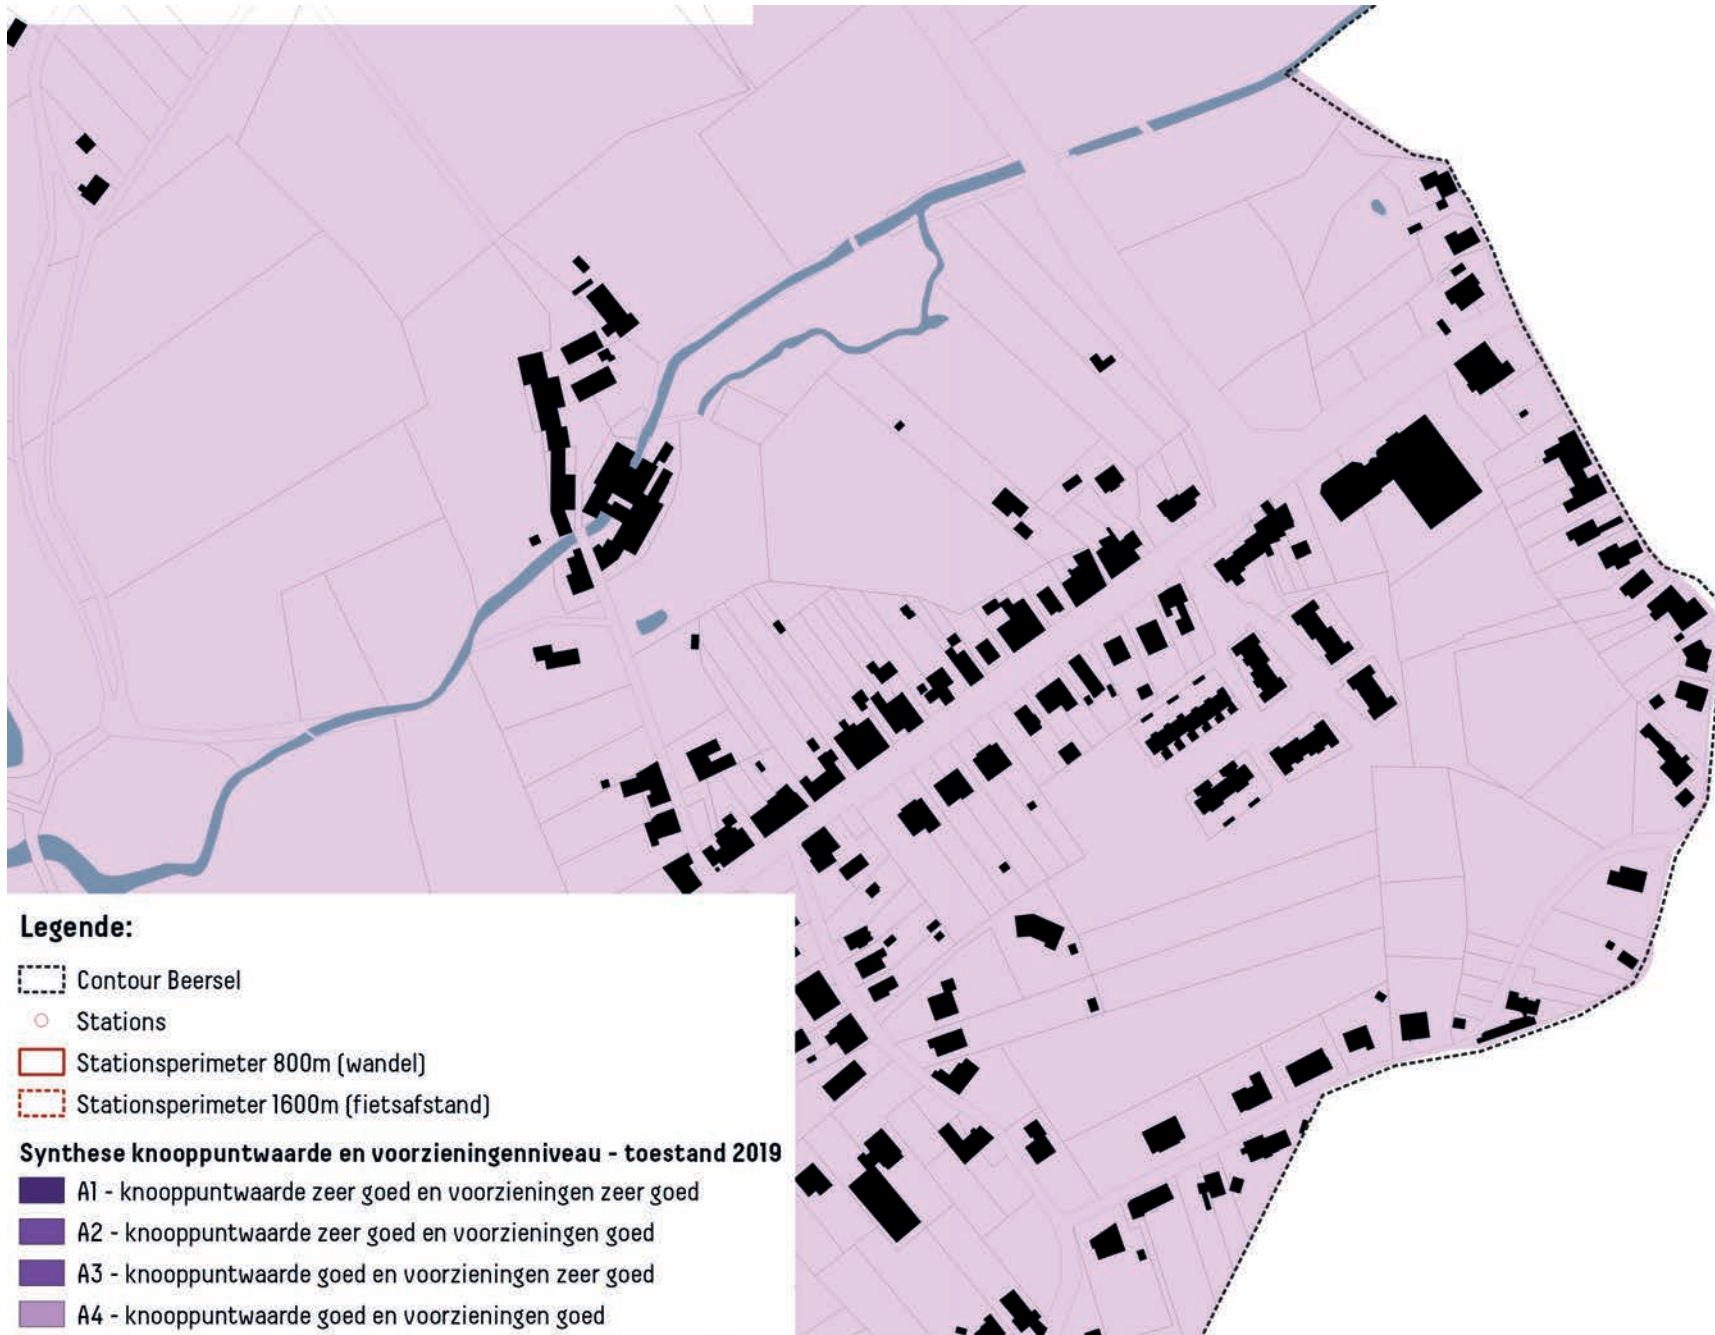 Legende:
Contour Beersel
Stations
Stationsperimeter 800m (wandel)
Stationsperimeter 1600m (fietsafstand)
Synthese knooppuntwaarde en voorzieningenniveau - toestand 2019
A1 - knooppuntwaarde zeer goed en voorzieningen zeer goed
A2 - knooppuntwaarde zeer goed en voorzieningen goed
A3 - knooppuntwaarde goed en voorzieningen zeer goed
A4 - knooppuntwaarde goed en voorzieningen goed